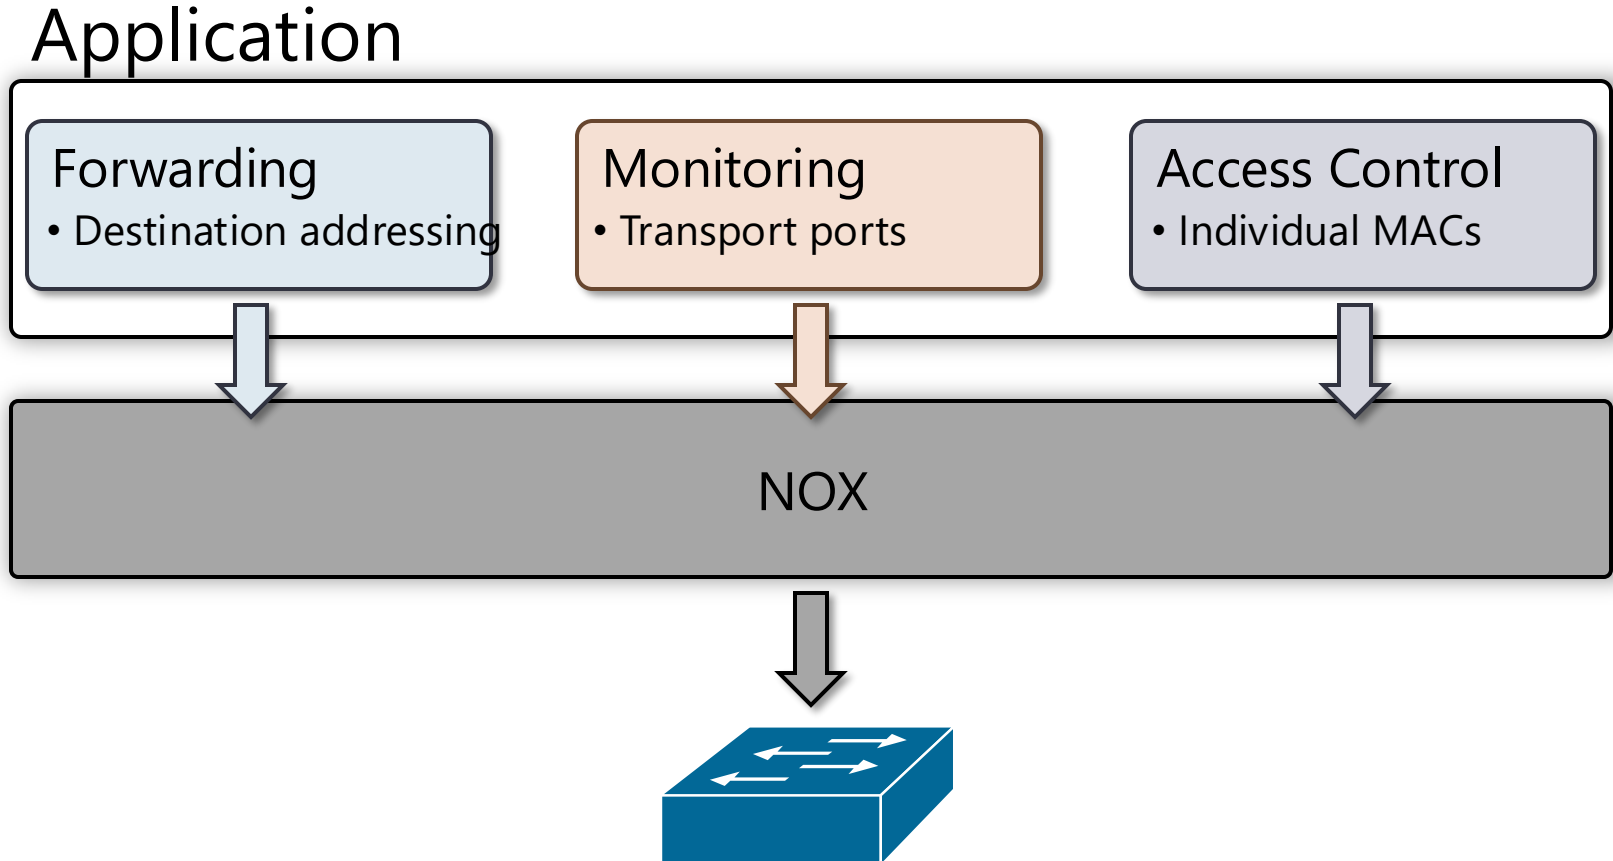 Application
Forwarding
• Destination addressing
Monitoring
• Transport ports
Access Control
• Individual MACs
NOX